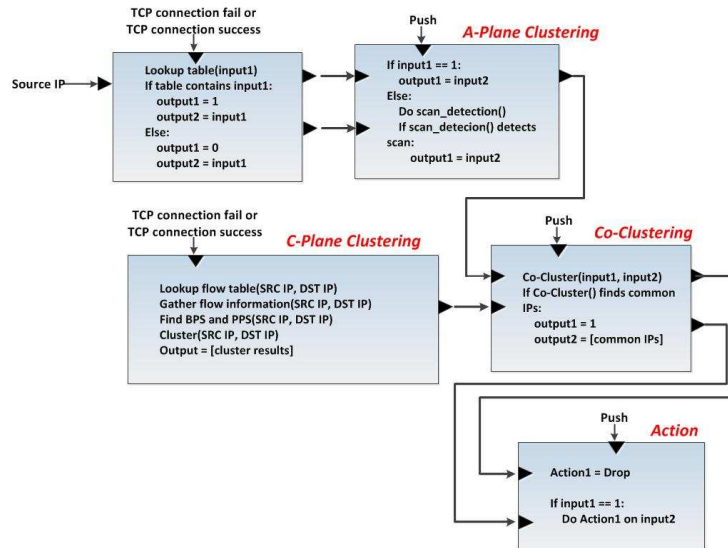 TCP connection fail or
TCP connection success
Push
A-Plane Clustering
Source IP
Lookup table(input1)
If table contains input1:
output1 = 1
output2 = input1
Else:
output1 = 0
output2 = input1
If input1 == 1:
output1 = input2
Else:
Do scan_detection()
If scan_detecion() detects
scan:
output1 = input2
TCP connection fail or
TCP connection success
C-Plane Clustering
Lookup flow table(SRC IP, DST IP)
Gather flow information(SRC IP, DST IP)
Find BPS and PPS(SRC IP, DST IP)
Cluster(SRC IP, DST IP)
Output = [cluster results]
Push
Co-Clustering
Co-Cluster(input1, input2)
If Co-Cluster() finds common
IPs:
output1 = 1
output2 = [common IPs]
Push
Action
Action1 = Drop
If input1 == 1:
Do Action1 on input2